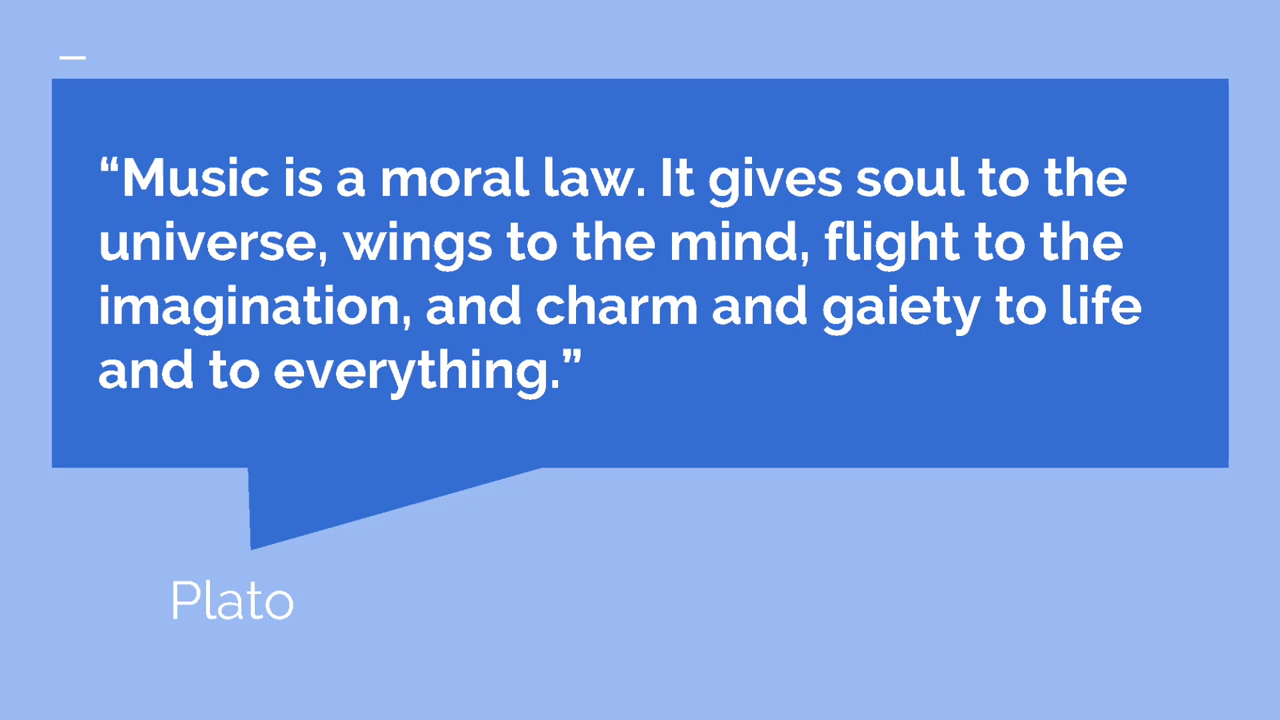 “Music is a moral law. It gives soul to the
universe, wings to the mind, flight to the
imagination, and charm and gaiety to life
and to everything.”
Plato